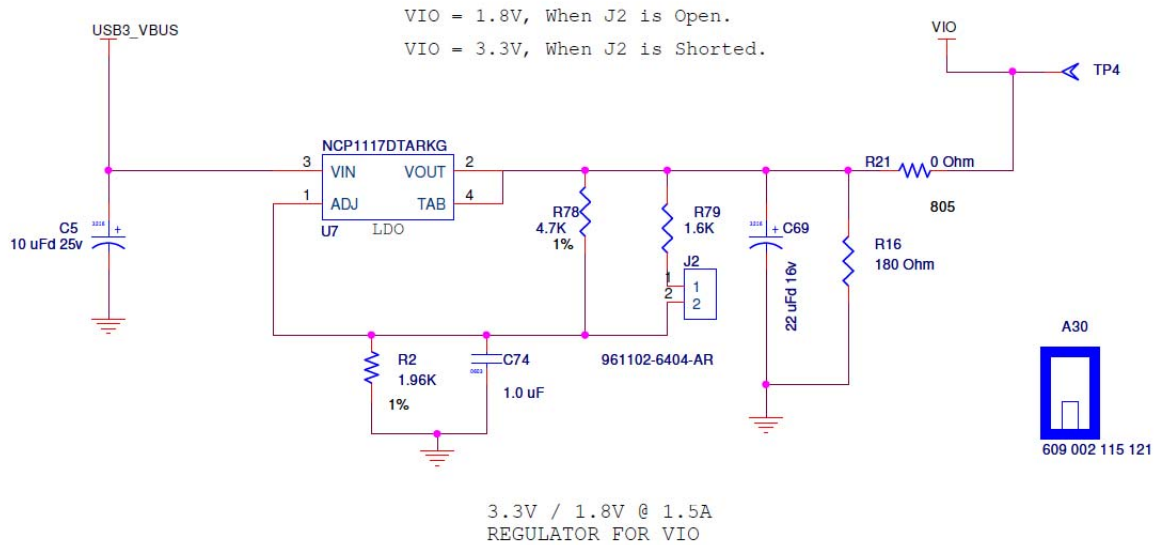 VIO = 1.8V, When J2 is Open.
USB3_VBUS
VIO
VIO = 3.3V, When J2 is Shorted.
TP4
NCP1117DTARKG
3
VIN
VOUT
2
R21
0 Ohm
1
ADJ
TAB
4
805
U7
LDO
C5
10 uFd 25v
3216
+
R78
4.7K
1%
R79
1.6K
3216
+
C69
22 uFd 16v
R16
180 Ohm
J2
1
1
2
2
961102-6404-AR
R2
1.96K
1%
C74
1.0 uF
A30
609 002 115 121
3.3V / 1.8V @ 1.5A
REGULATOR FOR VIO